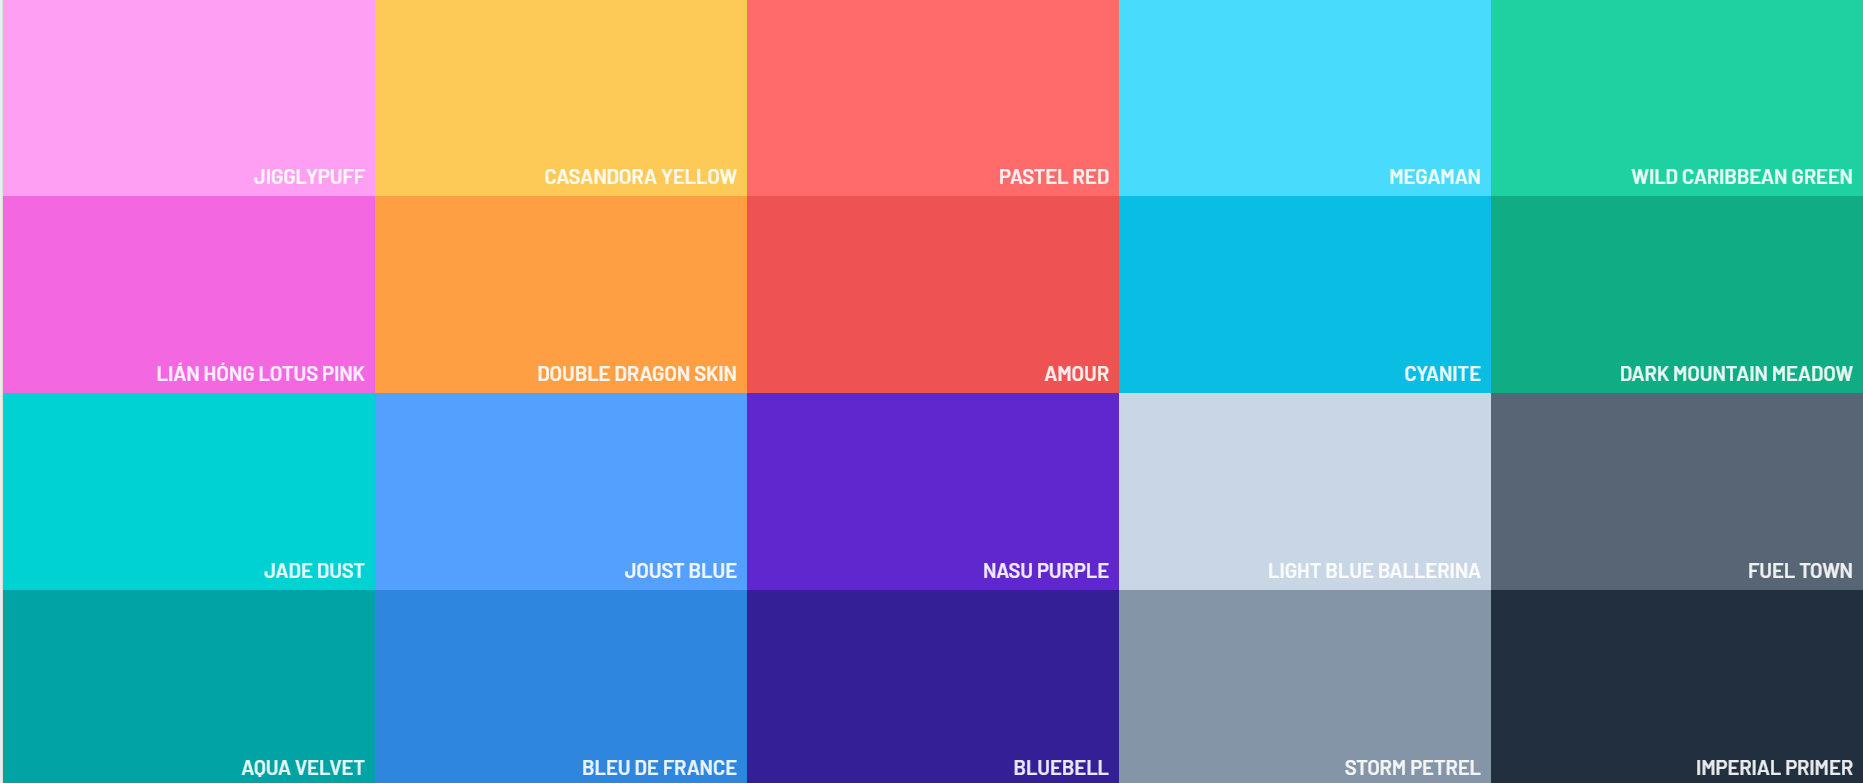 JIGGLYPUFF
CASANDORA YELLOW
PASTEL RED
MEGAMAN
WILD CARIBBEAN GREEN
LIÁN HÓNG LOTUS PINK
DOUBLE DRAGON SKIN
AMOUR
CYANITE
DARK MOUNTAIN MEADOW
JADE DUST
JOUST BLUE
NASU PURPLE
LIGHT BLUE BALLERINA
FUEL TOWN
AQUA VELVET
BLEU DE FRANCE
BLUEBELL
STORM PETREL
IMPERIAL PRIMER